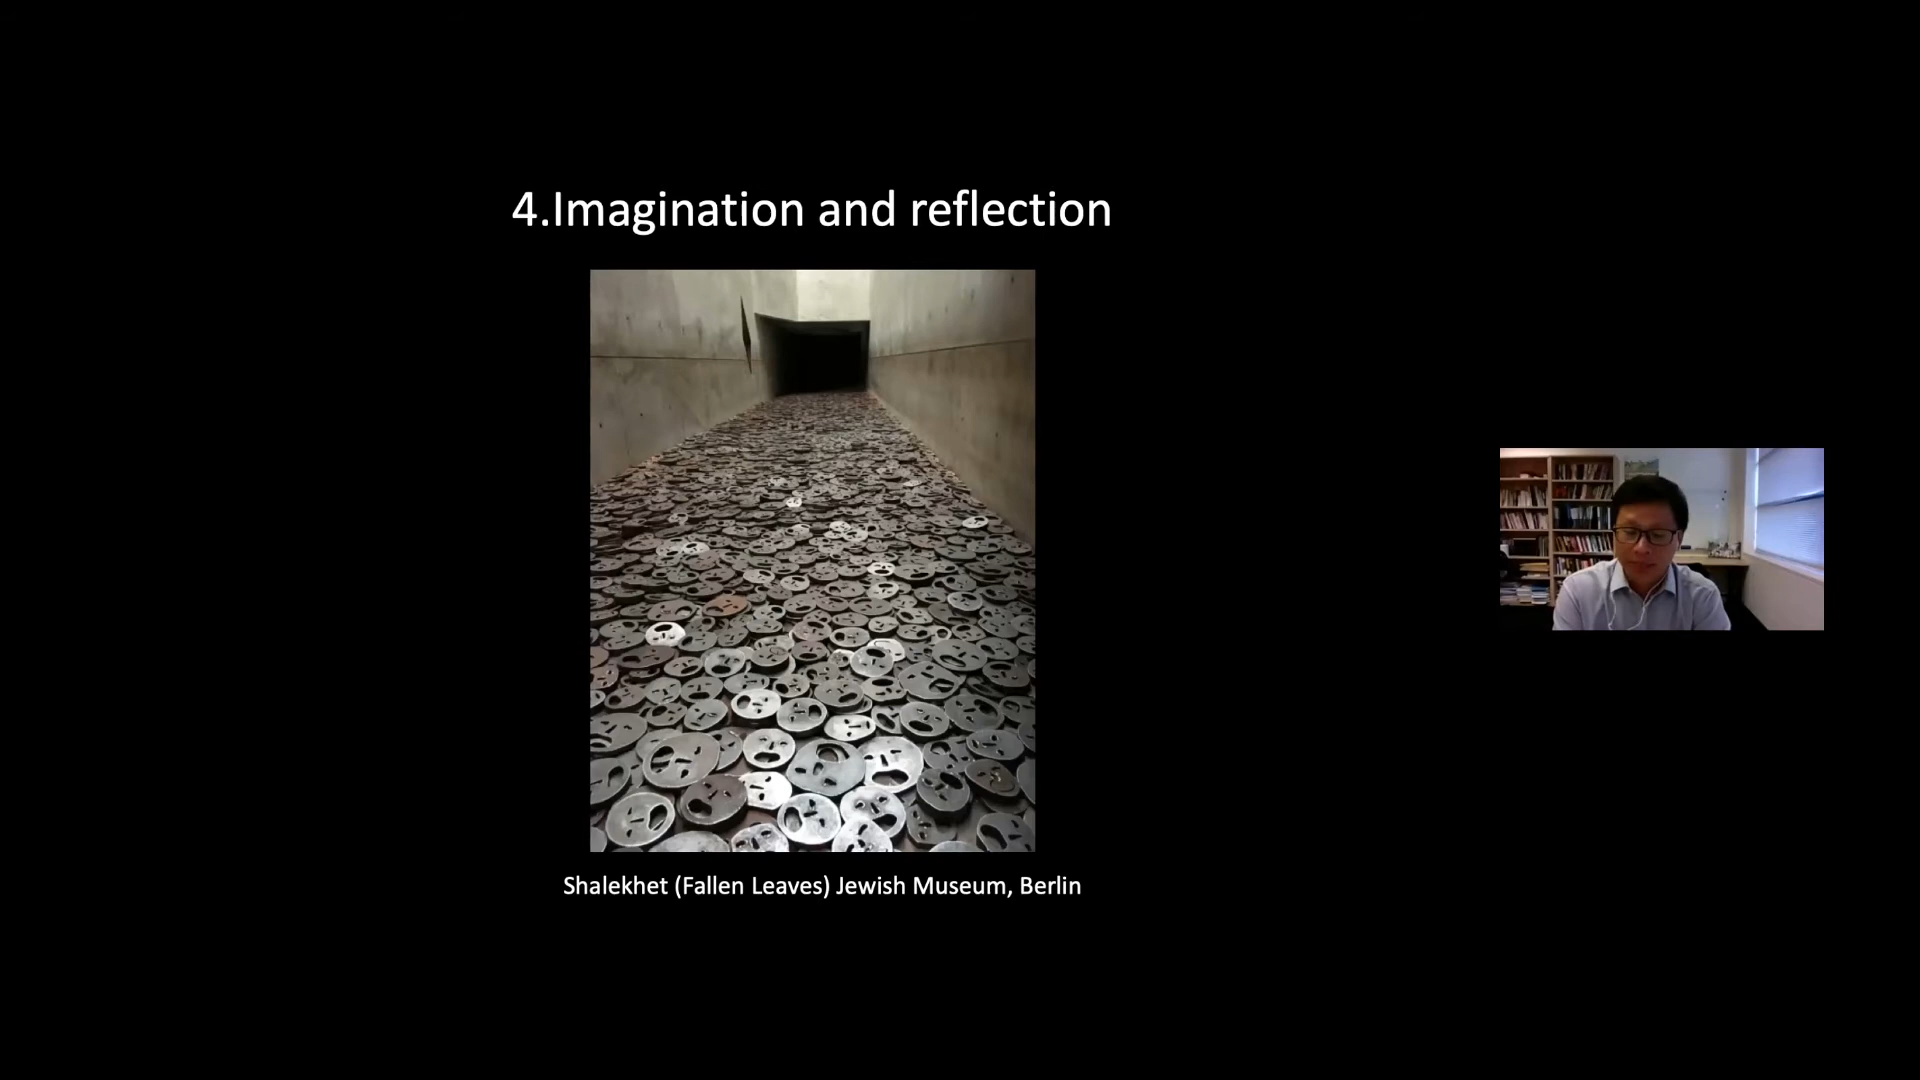 4.Imagination and reflection
Shalekhet (Fallen Leaves) Jewish Museum, Berlin